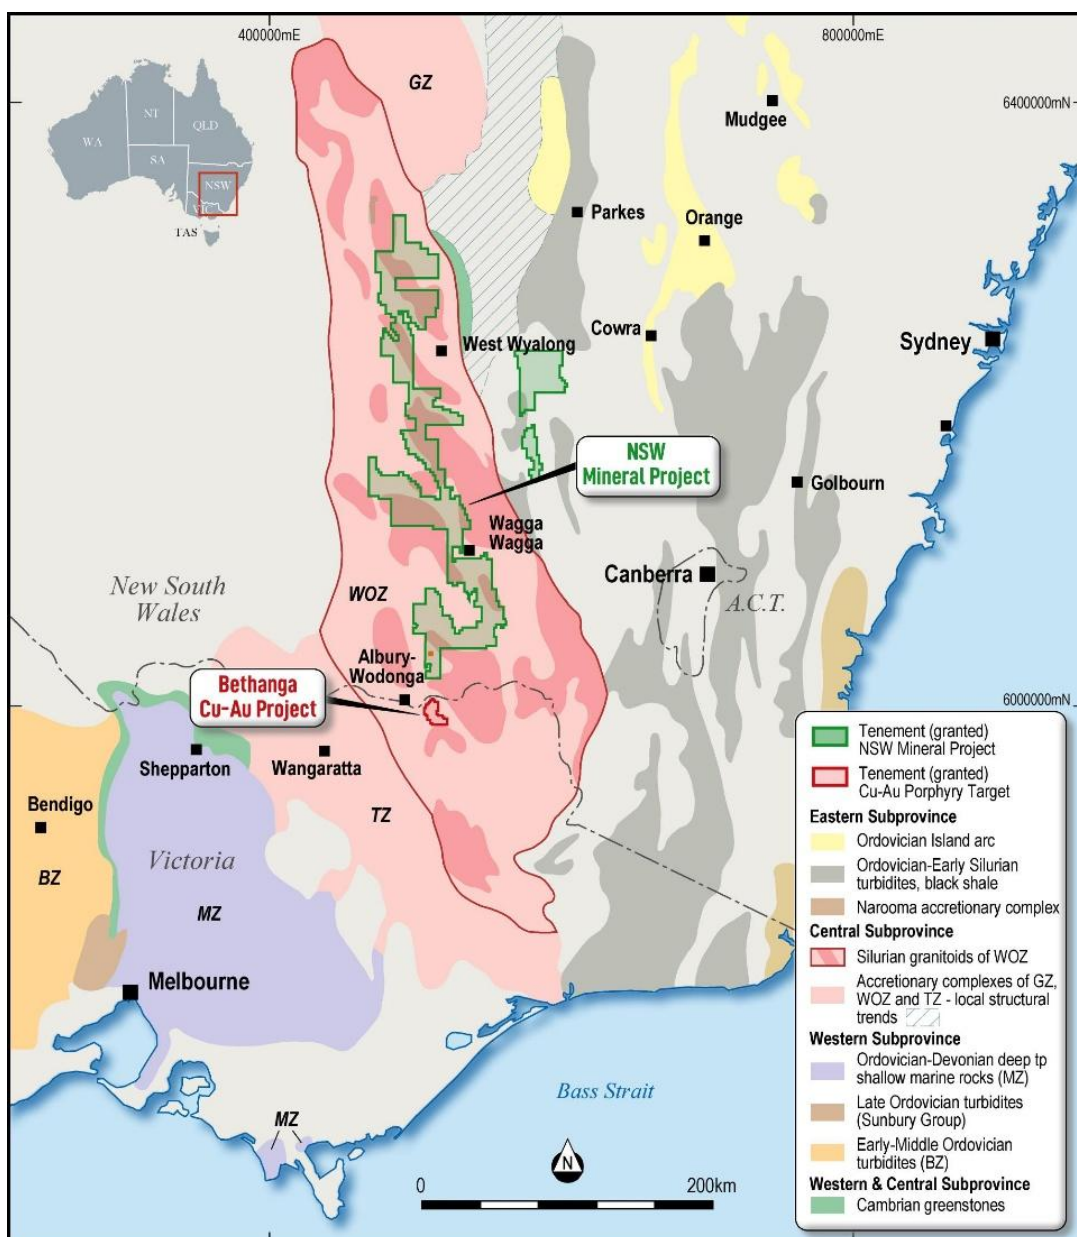 400000mE
800000mE
6400000mN
WA
NT
QLD
SA
NSW
VIC
TAS
GZ
Mudgee
Parkes
Orange
Cowra
Sydney
West Wyalong
NSW
Mineral Project
Golbourn
Wagga
Wagga
Canberra
A.C.T.
New South
Wales
WOZ
Albury-
Wodonga
Bethanga
Cu-Au Project
6000000mN
Shepparton
Wangaratta
Bendigo
TZ
Victoria
BZ
MZ
Melbourne
Bass Strait
MZ
N
0
200km
Tenement (granted)
NSW Mineral Project
Tenement (granted)
Cu-Au Porphyry Target
Eastern Subprovince
Ordovician Island arc
Ordovician-Early Silurian
turbidites, black shale
Narooma accretionary complex
Central Subprovince
Silurian granitoids of WOZ
Accretionary complexes of GZ,
WOZ and TZ - local structural
trends
Western Subprovince
Ordovician-Devonian deep tp
shallow marine rocks (MZ)
Late Ordovician turbidites
(Sunbury Group)
Early-Middle Ordovician
turbidites (BZ)
Western & Central Subprovince
Cambrian greenstones